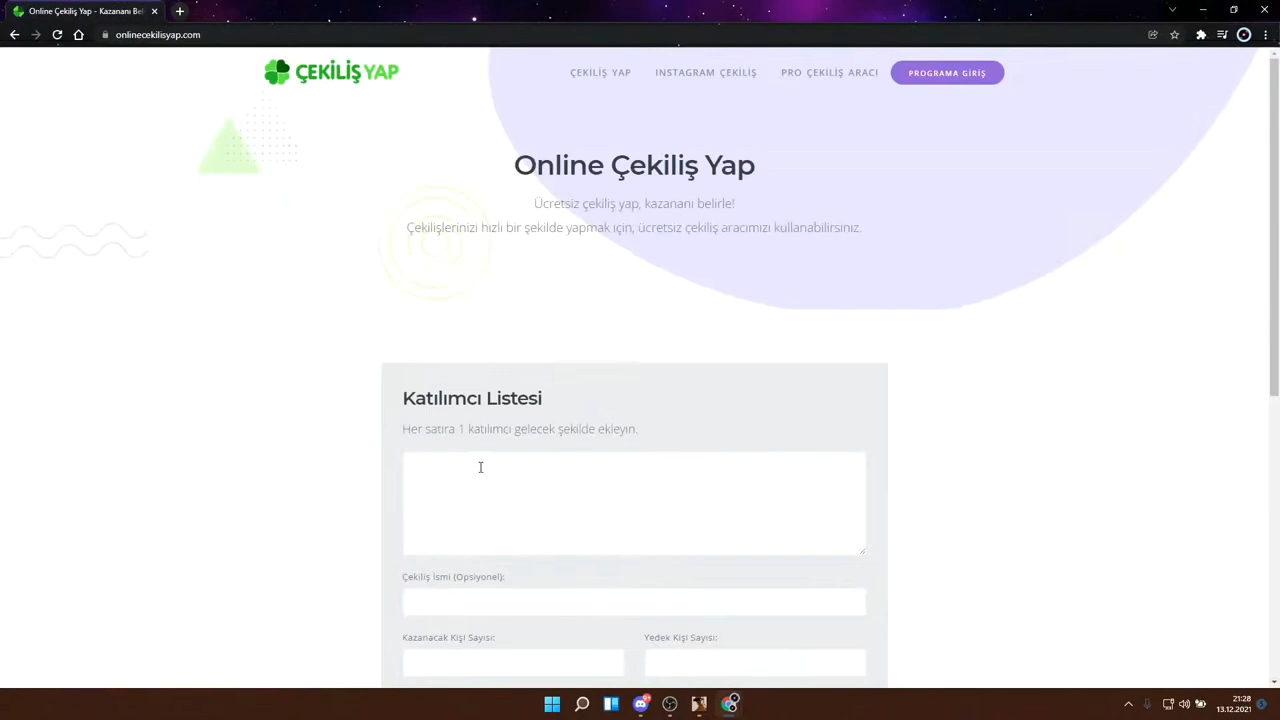 Online Çekiliş Yap - Kazananı Bel
onlinecekilisyap.com
ÇEKİLİŞ YAP
ÇEKİLİŞ YAP
INSTAGRAM ÇEKİLİŞ
PRO ÇEKİLİŞ ARACI
PROGRAMA GİRİŞ
Online Çekiliş Yap
Ücretsiz çekiliş yap, kazananı belirle!
Çekilişlerinizi hızlı bir şekilde yapmak için, ücretsiz çekiliş aracımızı kullanabilirsiniz.
Katılımcı Listesi
Her satıra 1 katılımcı gelecek şekilde ekleyin.
Çekiliş İsmi (Opsiyonel):
Kazanacak Kişi Sayısı:
Yedek Kişi Sayısı:
21:28
13.12.2021